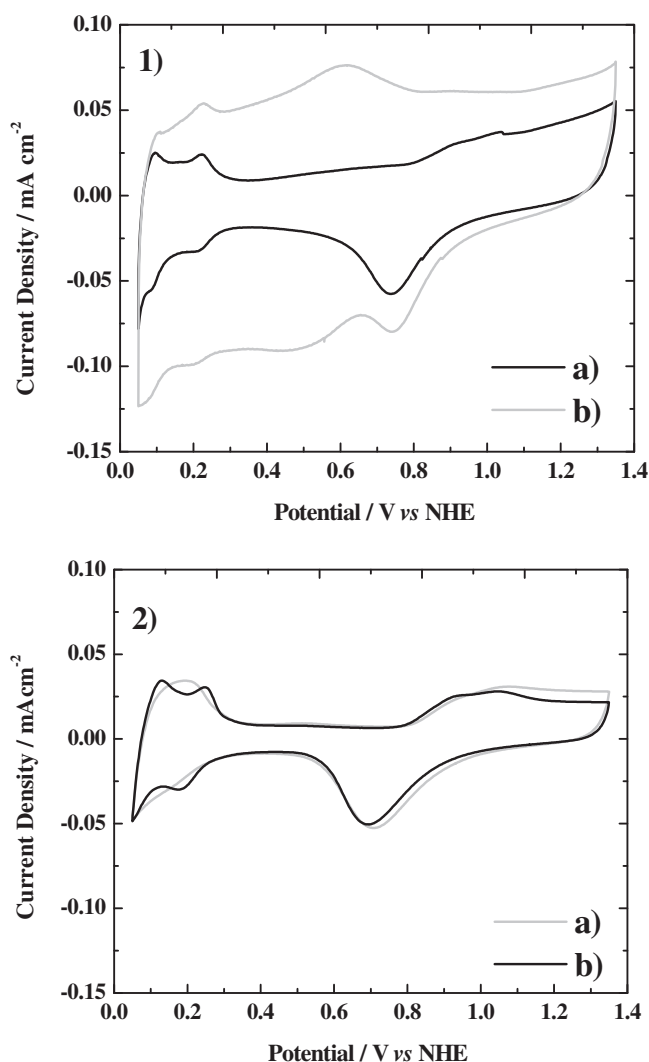 1)
0.10
0.05
0.00
-0.05
-0.10
-0.15
Current Density / mA cm-2
a)
b)
0.0 0.2 0.4 0.6 0.8 1.0 1.2 1.4
Potential / V vs NHE
2)
0.10
0.05
0.00
-0.05
-0.10
-0.15
Current Density / mAcm-2
a)
b)
0.0 0.2 0.4 0.6 0.8 1.0 1.2 1.4
Potential / V vs NHE